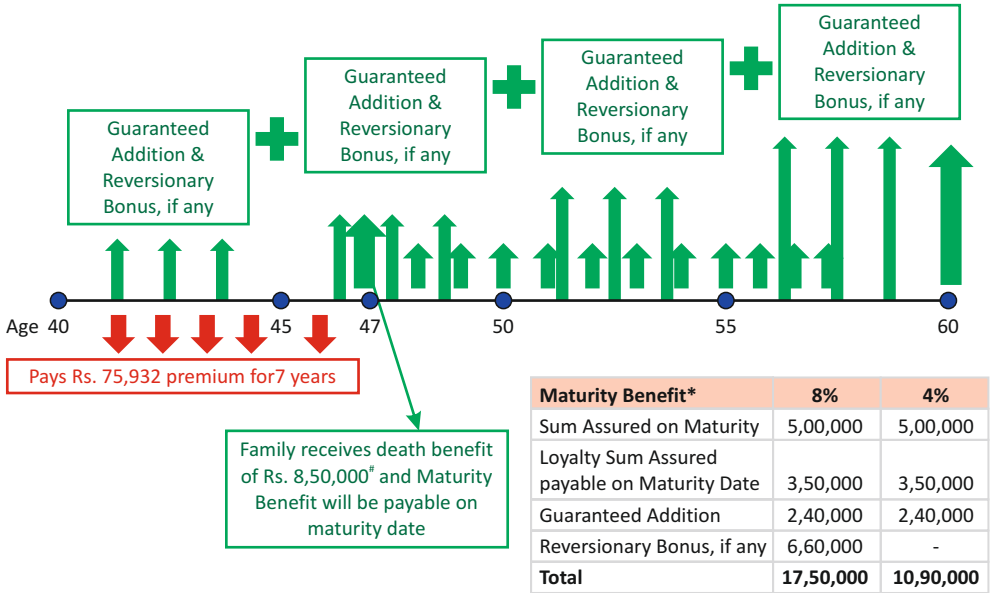 Guaranteed
Addition &
Reversionary
Bonus, if any
Guaranteed
Addition &
Reversionary
Bonus, if any
Guaranteed
Addition &
Reversionary
Bonus, if any
Guaranteed
Addition &
Reversionary
Bonus, if any
Age 40 45 47 50 55 60
Pays Rs. 75,932 premium for7 years
Family receives death benefit
of Rs. 8,50,000# and Maturity
Benefit will be payable on
maturity date
Maturity Benefit* 8% 4%
Sum Assured on Maturity 5,00,000 5,00,000
Loyalty Sum Assured
payable on Maturity Date 3,50,000 3,50,000
Guaranteed Addition 2,40,000 2,40,000
Reversionary Bonus, if any 6,60,000 -
Total 17,50,000 10,90,000